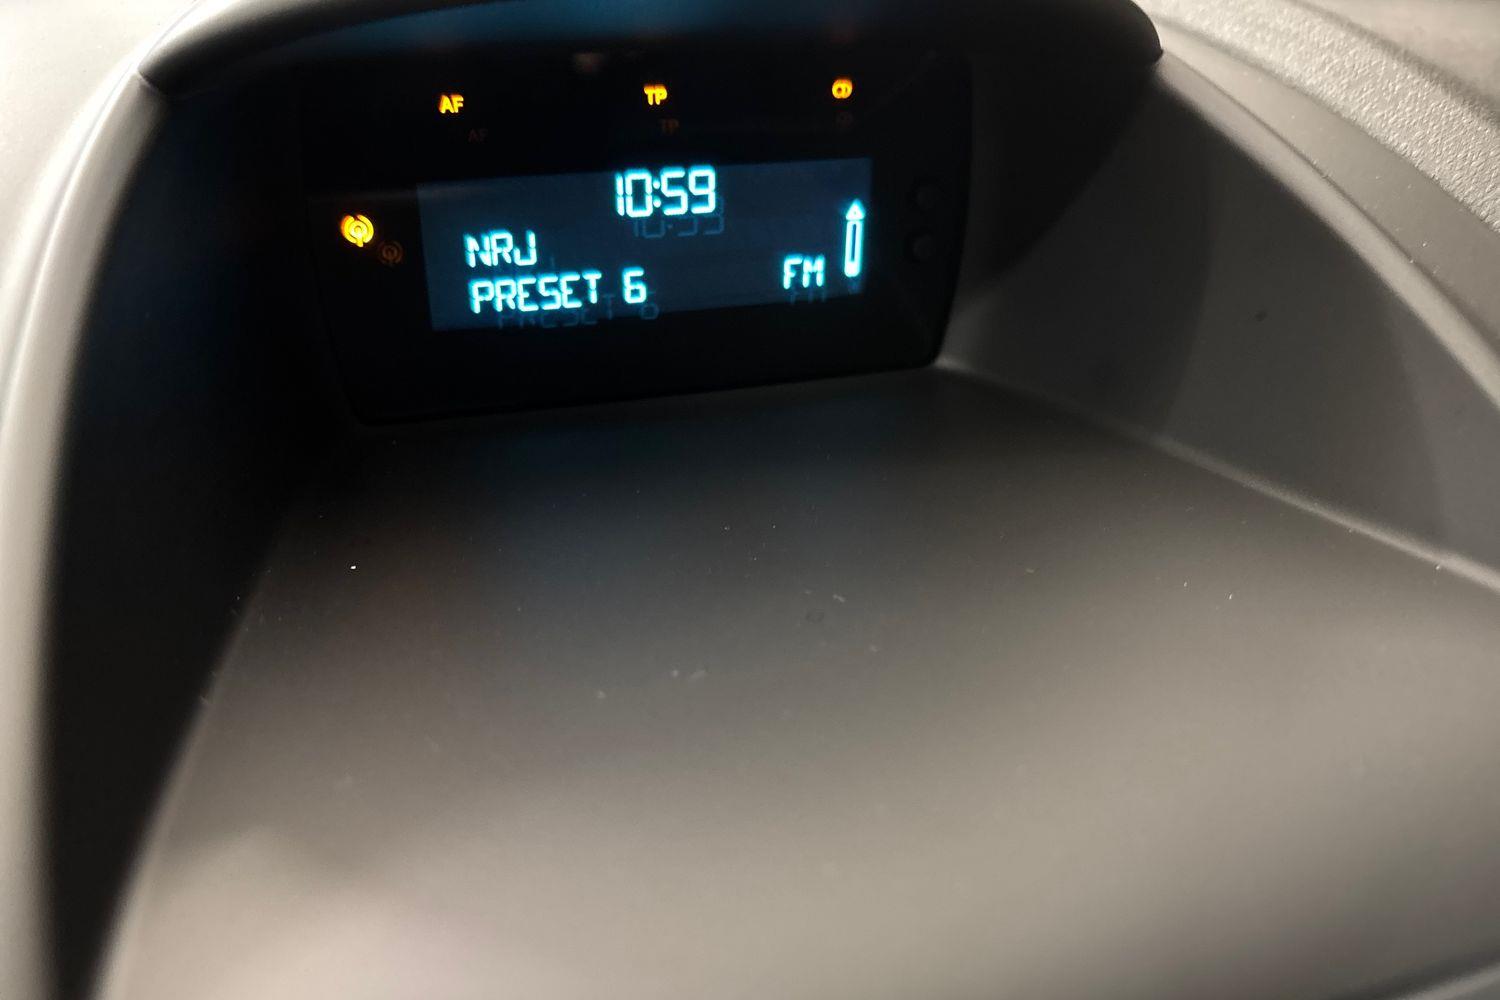 AF TP
10:59
NRJ
PRESET 6 FM